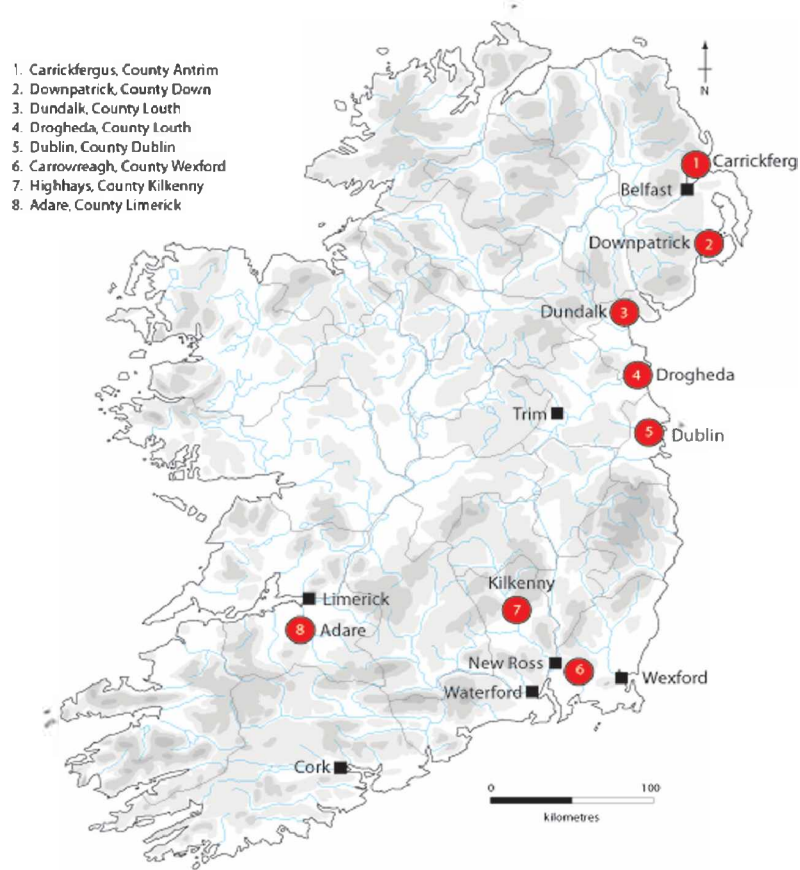 1. Carrickfergus, County Antrim
2. Downpatrick, County Down
3. Dundalk, County Louth
4. Drogheda, County Louth
5. Dublin, County Dublin
6. Carrowreagh, County Wexford
7. Highhays, County Kilkenny
8. Adare, County Limerick
N
1 Carrickferg
Belfast
Downpatrick 2
Dundalk 3
4 Drogheda
Trim
5 Dublin
Kilkenny
7
Limerick
8 Adare
New Ross
6
Wexford
Waterford
Cork
0 100
kilometres